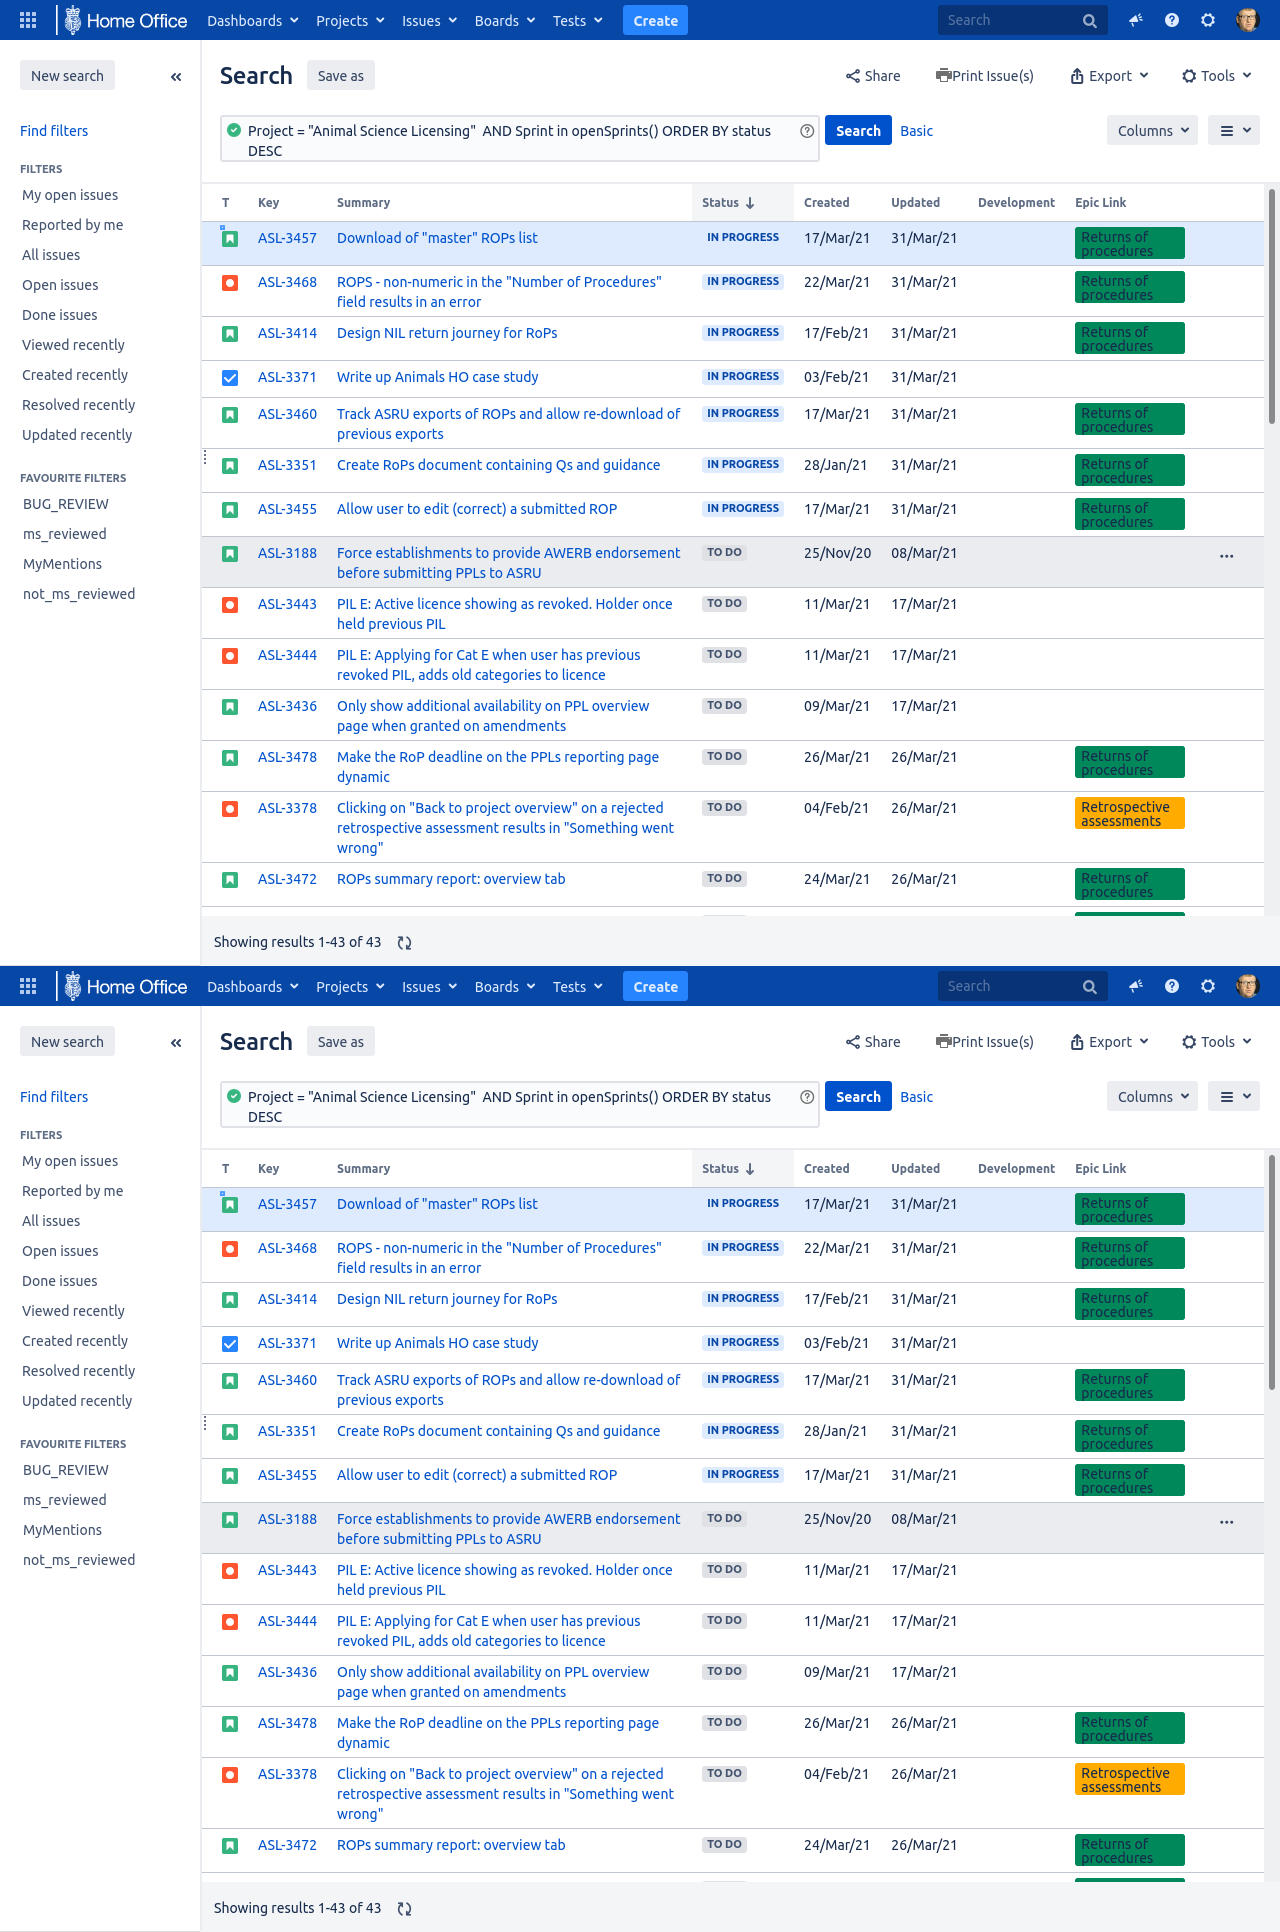 Home Office Dashboards Projects Issues Boards Tests Create Search
New search
Search Save as Share Print Issue(s) Export Tools
Find filters
Project = "Animal Science Licensing"  AND Sprint in openSprints() ORDER BY status
DESC
Search Basic Columns
FILTERS
My open issues
Reported by me
All issues
Open issues
Done issues
Viewed recently
Created recently
Resolved recently
Updated recently
FAVOURITE FILTERS
BUG_REVIEW
ms_reviewed
MyMentions
not_ms_reviewed
T Key Summary Status Created Updated Development Epic Link
ASL-3457 Download of "master" ROPs list IN PROGRESS 17/Mar/21 31/Mar/21 Returns of
procedures
ASL-3468 ROPS - non-numeric in the "Number of Procedures" IN PROGRESS 22/Mar/21 31/Mar/21 Returns of
field results in an error procedures
ASL-3414 Design NIL return journey for RoPs IN PROGRESS 17/Feb/21 31/Mar/21 Returns of
procedures
ASL-3371 Write up Animals HO case study IN PROGRESS 03/Feb/21 31/Mar/21
ASL-3460 Track ASRU exports of ROPs and allow re-download of IN PROGRESS 17/Mar/21 31/Mar/21 Returns of
previous exports procedures
ASL-3351 Create RoPs document containing Qs and guidance IN PROGRESS 28/Jan/21 31/Mar/21 Returns of
procedures
ASL-3455 Allow user to edit (correct) a submitted ROP IN PROGRESS 17/Mar/21 31/Mar/21 Returns of
procedures
ASL-3188 Force establishments to provide AWERB endorsement TO DO 25/Nov/20 08/Mar/21
before submitting PPLs to ASRU
ASL-3443 PIL E: Active licence showing as revoked. Holder once TO DO 11/Mar/21 17/Mar/21
held previous PIL
ASL-3444 PIL E: Applying for Cat E when user has previous TO DO 11/Mar/21 17/Mar/21
revoked PIL, adds old categories to licence
ASL-3436 Only show additional availability on PPL overview TO DO 09/Mar/21 17/Mar/21
page when granted on amendments
ASL-3478 Make the RoP deadline on the PPLs reporting page TO DO 26/Mar/21 26/Mar/21 Returns of
dynamic procedures
ASL-3378 Clicking on "Back to project overview" on a rejected TO DO 04/Feb/21 26/Mar/21 Retrospective
retrospective assessment results in "Something went assessments
wrong"
ASL-3472 ROPs summary report: overview tab TO DO 24/Mar/21 26/Mar/21 Returns of
procedures
Showing results 1-43 of 43
Home Office Dashboards Projects Issues Boards Tests Create Search
New search
Search Save as Share Print Issue(s) Export Tools
Find filters
Project = "Animal Science Licensing"  AND Sprint in openSprints() ORDER BY status
DESC
Search Basic Columns
FILTERS
My open issues
Reported by me
All issues
Open issues
Done issues
Viewed recently
Created recently
Resolved recently
Updated recently
FAVOURITE FILTERS
BUG_REVIEW
ms_reviewed
MyMentions
not_ms_reviewed
T Key Summary Status Created Updated Development Epic Link
ASL-3457 Download of "master" ROPs list IN PROGRESS 17/Mar/21 31/Mar/21 Returns of
procedures
ASL-3468 ROPS - non-numeric in the "Number of Procedures" IN PROGRESS 22/Mar/21 31/Mar/21 Returns of
field results in an error procedures
ASL-3414 Design NIL return journey for RoPs IN PROGRESS 17/Feb/21 31/Mar/21 Returns of
procedures
ASL-3371 Write up Animals HO case study IN PROGRESS 03/Feb/21 31/Mar/21
ASL-3460 Track ASRU exports of ROPs and allow re-download of IN PROGRESS 17/Mar/21 31/Mar/21 Returns of
previous exports procedures
ASL-3351 Create RoPs document containing Qs and guidance IN PROGRESS 28/Jan/21 31/Mar/21 Returns of
procedures
ASL-3455 Allow user to edit (correct) a submitted ROP IN PROGRESS 17/Mar/21 31/Mar/21 Returns of
procedures
ASL-3188 Force establishments to provide AWERB endorsement TO DO 25/Nov/20 08/Mar/21
before submitting PPLs to ASRU
ASL-3443 PIL E: Active licence showing as revoked. Holder once TO DO 11/Mar/21 17/Mar/21
held previous PIL
ASL-3444 PIL E: Applying for Cat E when user has previous TO DO 11/Mar/21 17/Mar/21
revoked PIL, adds old categories to licence
ASL-3436 Only show additional availability on PPL overview TO DO 09/Mar/21 17/Mar/21
page when granted on amendments
ASL-3478 Make the RoP deadline on the PPLs reporting page TO DO 26/Mar/21 26/Mar/21 Returns of
dynamic procedures
ASL-3378 Clicking on "Back to project overview" on a rejected TO DO 04/Feb/21 26/Mar/21 Retrospective
retrospective assessment results in "Something went assessments
wrong"
ASL-3472 ROPs summary report: overview tab TO DO 24/Mar/21 26/Mar/21 Returns of
procedures
Showing results 1-43 of 43